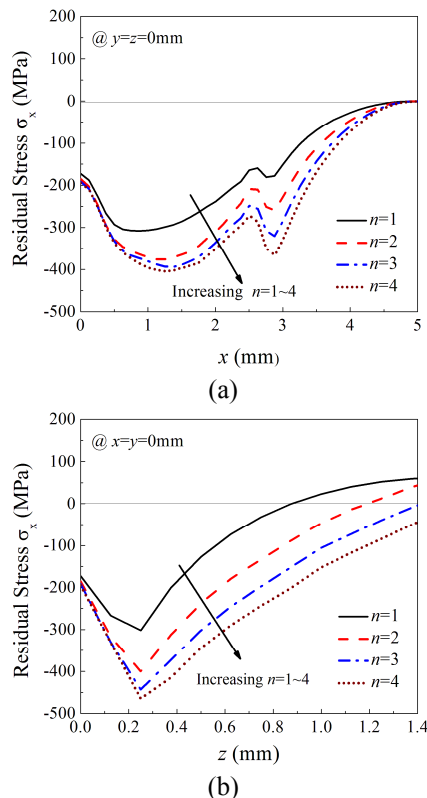 200
@ y=z=0mm
100
0
-100
-200
-300
-400
-500
Residual Stress σx (MPa)
n=1
n=2
n=3
n=4
Increasing n=1~4
0 1 2 3 4 5
x (mm)
(a)
200
@ x=y=0mm
100
0
-100
-200
-300
-400
-500
Residual Stress σx (MPa)
n=1
n=2
n=3
n=4
Increasing n=1~4
0.0 0.2 0.4 0.6 0.8 1.0 1.2 1.4
z (mm)
(b)